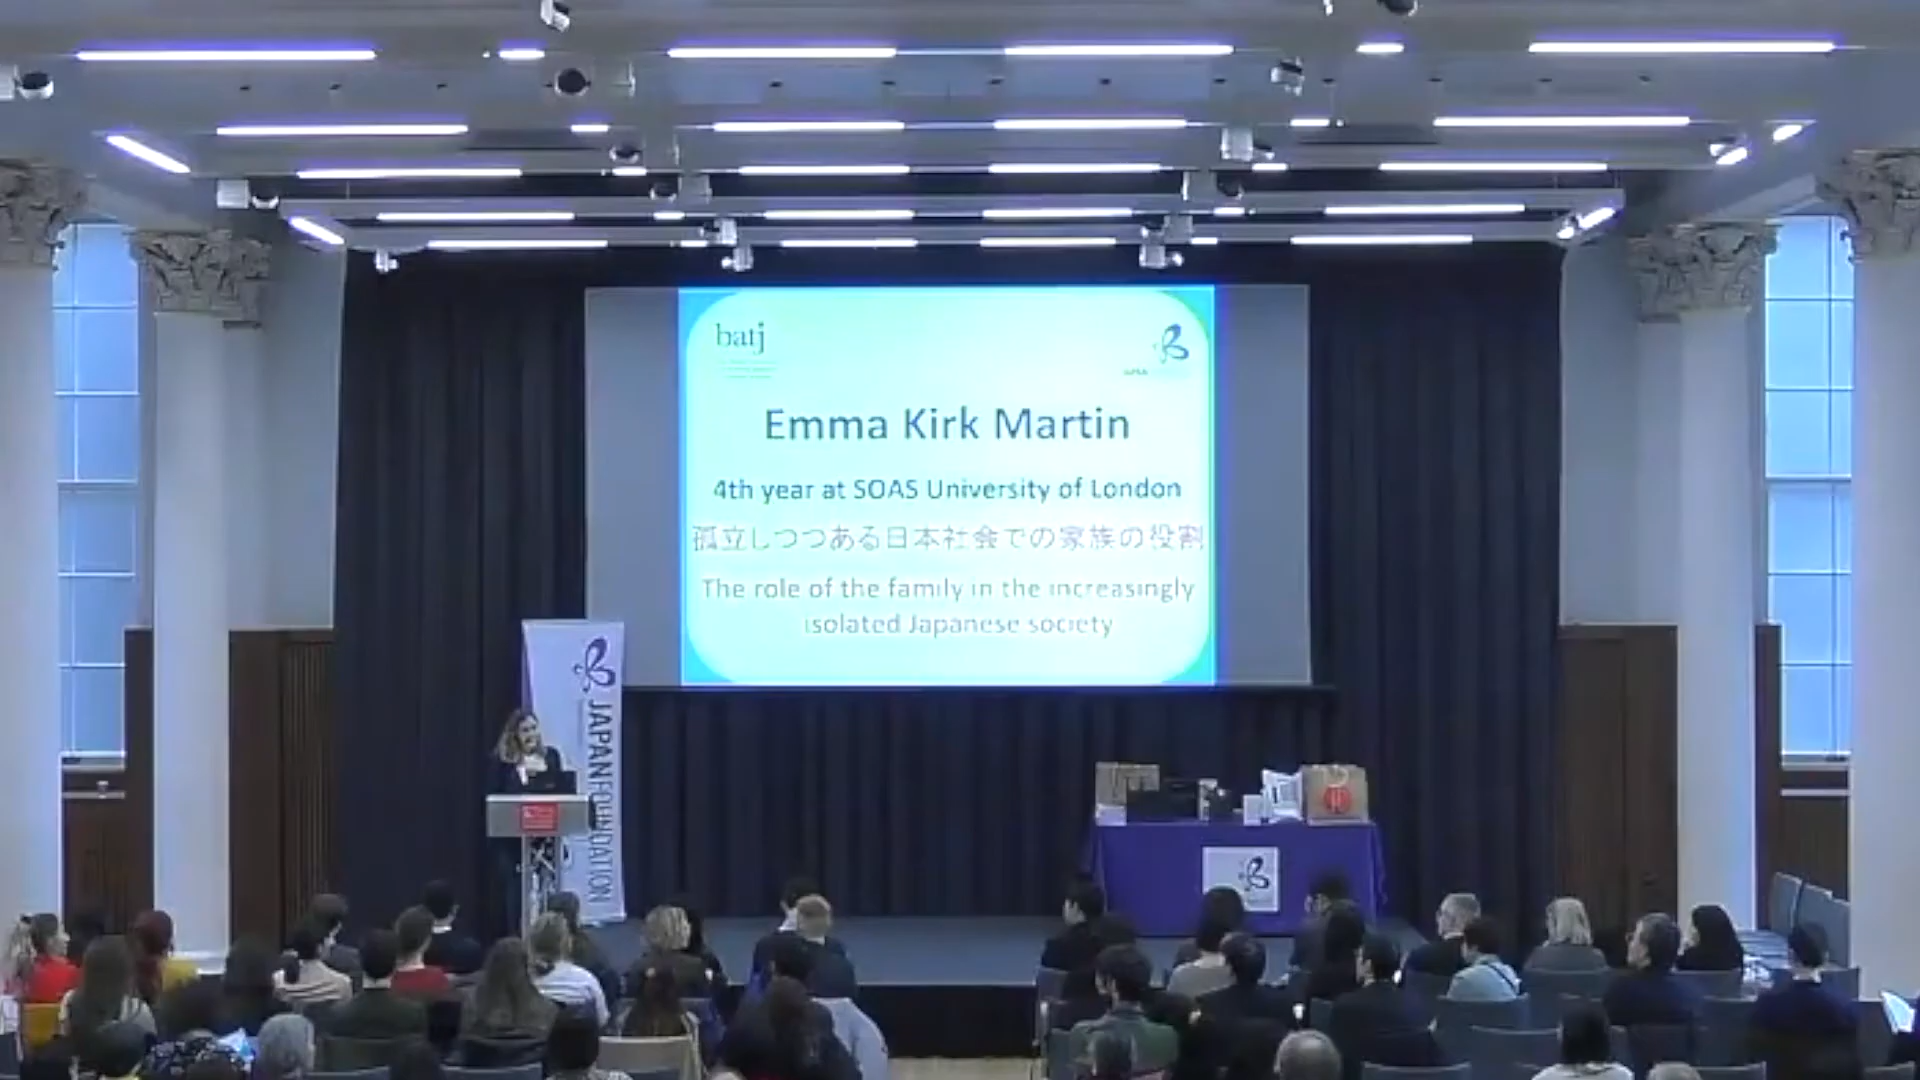 batj
Emma Kirk Martin
4th year at SOAS University of London
孤立しつつある日本社会での家族の役割
The role of the family in the increasingly
isolated Japanese society
JAPANFOUNDATION